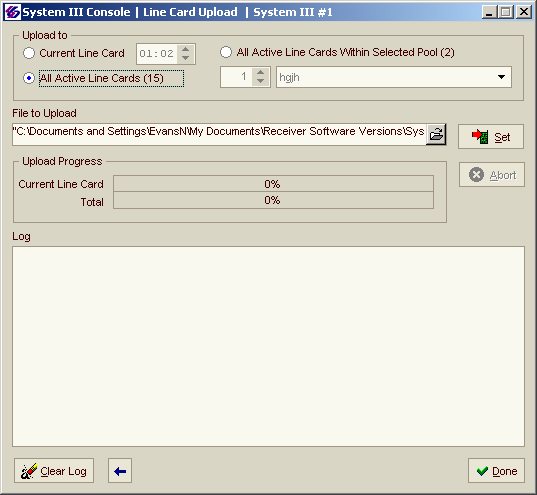 System III Console | Line Card Upload | System III #1
Upload to
Current Line Card 01:02 All Active Line Cards Within Selected Pool (2)
All Active Line Cards (15) 1 hgjh
File to Upload
"C:\Documents and Settings\EvansN\My Documents\Receiver Software Versions\Sys
Set
Upload Progress
Abort
Current Line Card 0%
Total 0%
Log
Clear Log Done